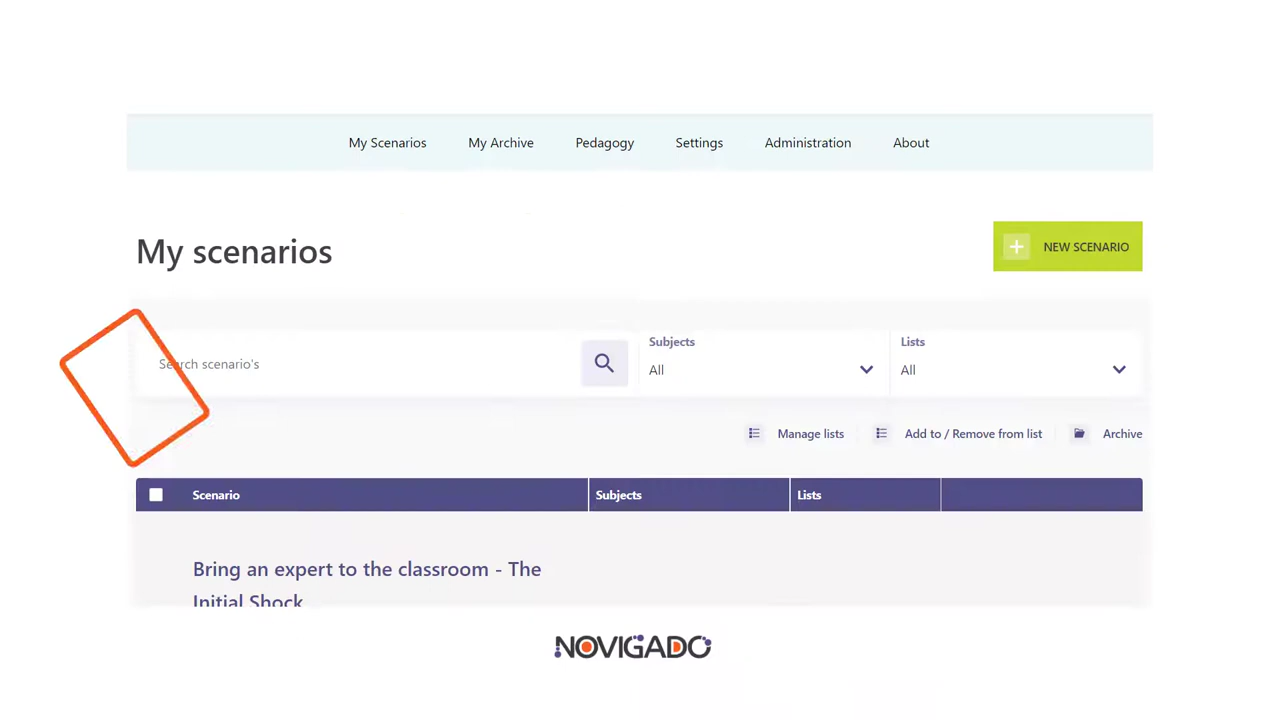 My Scenarios My Archive Pedagogy Settings Administration About
My scenarios
NEW SCENARIO
Search scenario's
Subjects
All
Lists
All
Manage lists Add to / Remove from list Archive
Scenario Subjects Lists
Bring an expert to the classroom - The
Initial Shock
NOVIGADO